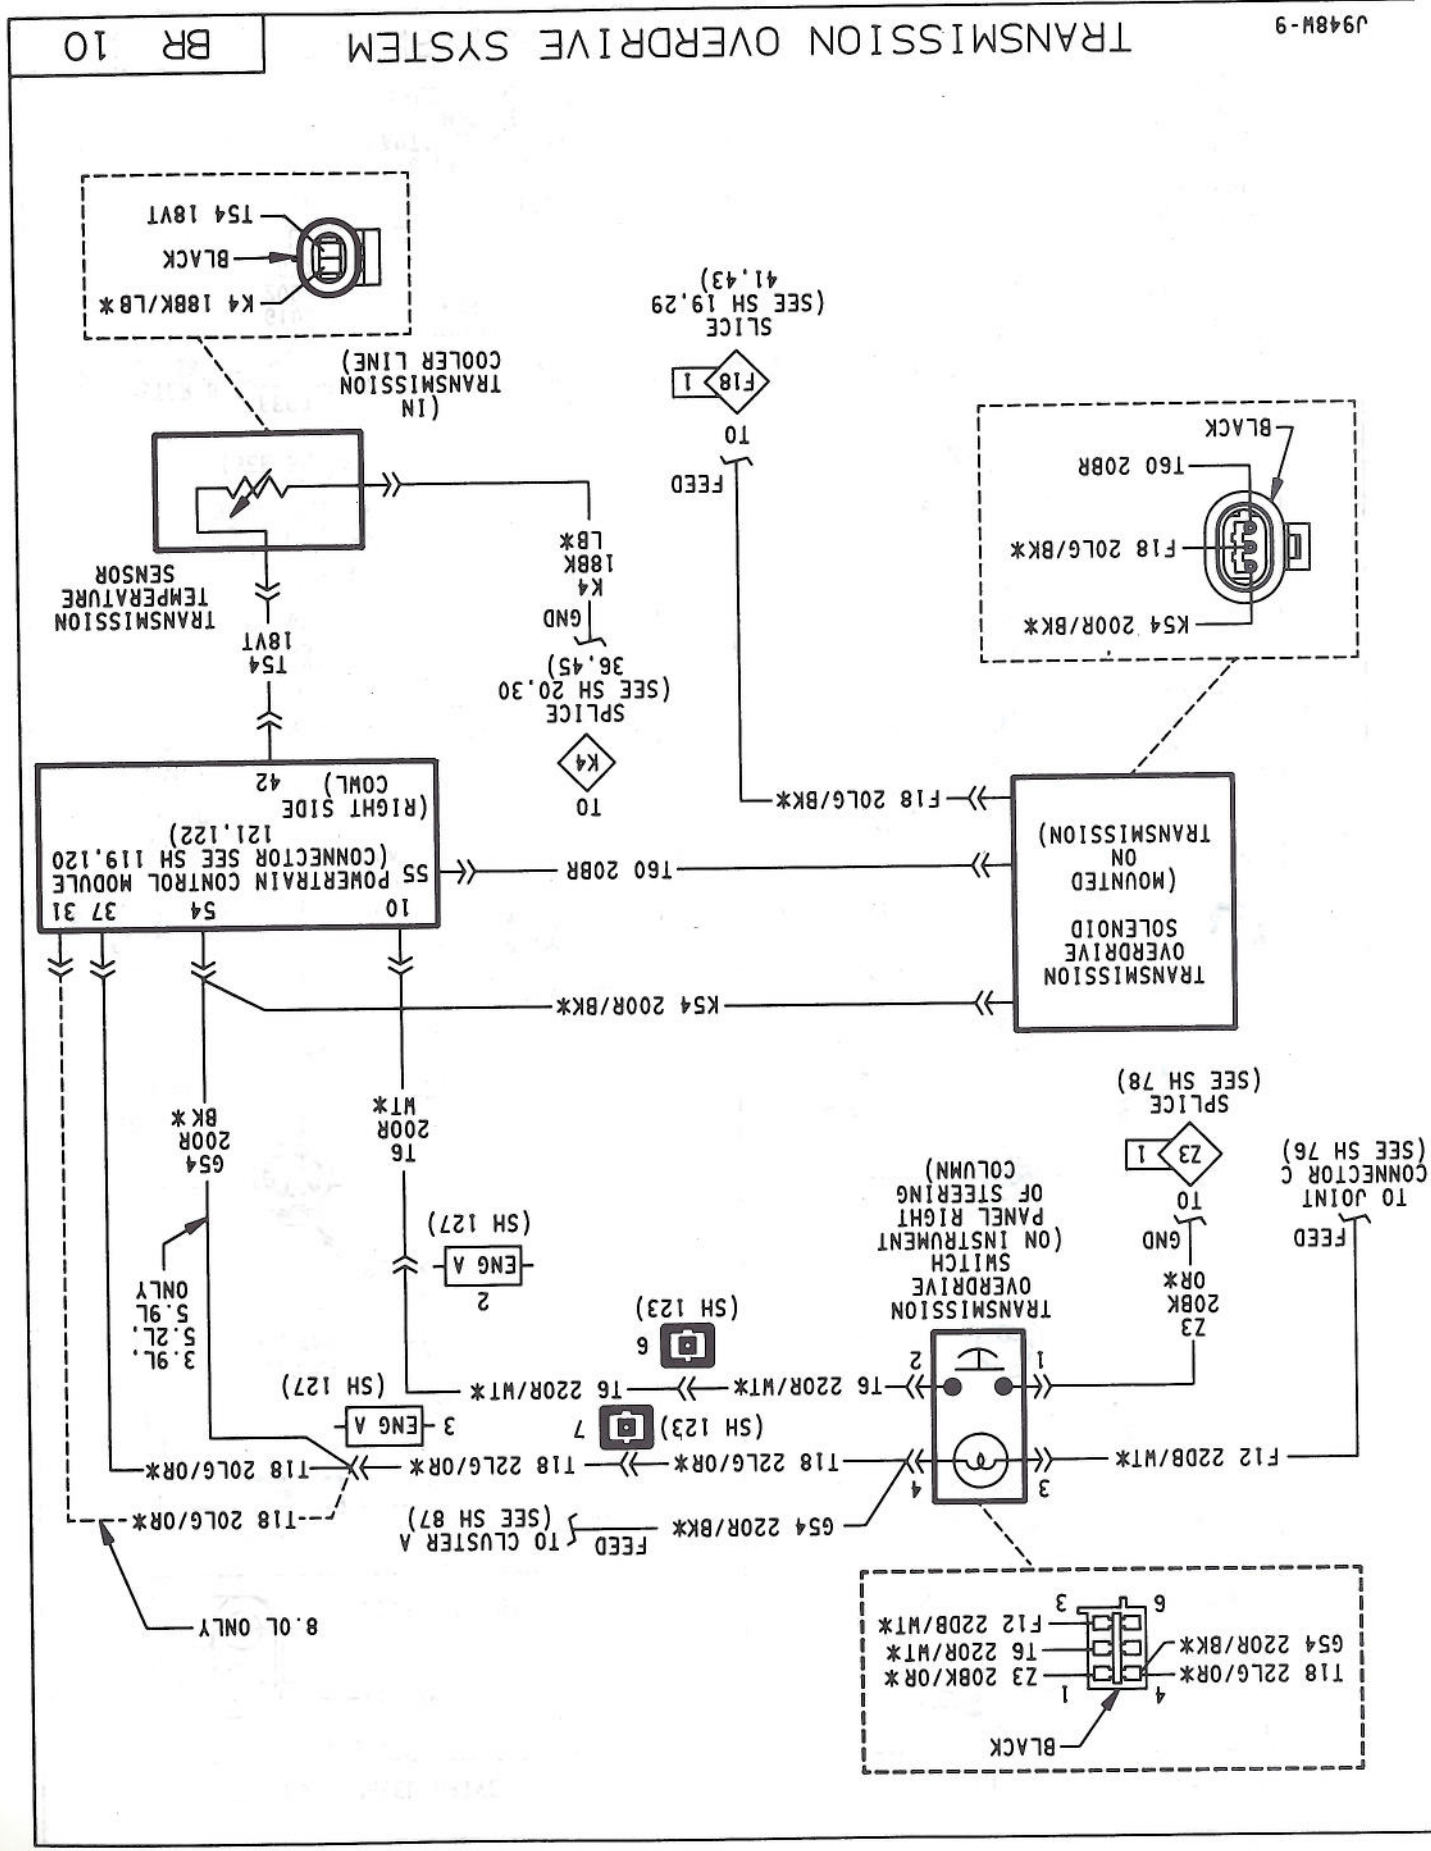 BLACK
4
1
T18 22LG/OR*
Z3 20BK/OR*
G54 22OR/BK*
T6 22OR/WT*
F12 22DB/WT*
6
3
8.0L ONLY
G54 22OR/BK*
FEED
TO CLUSTER A
(SEE SH 87)
T18 20LG/OR*
3
4
F12 22DB/WT*
T18 22LG/OR*
T18 22LG/OR*
T18 20LG/OR*
(SH 123)
7
3
ENG A
(SH 127)
1
2
T6 22OR/WT*
T6 22OR/WT*
6
(SH 123)
3.9L,
5.2L,
5.9L
ONLY
TRANSMISSION
OVERDRIVE
SWITCH
(ON INSTRUMENT
PANEL RIGHT
OF STEERING
COLUMN)
Z3
20BK
OR*
GND
TO
Z3
1
SPLICE
(SEE SH 78)
FEED
TO JOINT
CONNECTOR C
(SEE SH 76)
2
ENG A
(SH 127)
T6
20OR
WT*
G54
20OR
BK*
TRANSMISSION
OVERDRIVE
SOLENOID
(MOUNTED
ON
TRANSMISSION)
K54 20OR/BK*
T60 20BR
F18 20LG/BK*
10
54
37
31
55
POWERTRAIN CONTROL MODULE
(CONNECTOR SEE SH 119,120
121,122)
(RIGHT SIDE
COWL)
42
TO
K4
SPLICE
(SEE SH 20,30
36,45)
GND
K4
18BK
LB*
T54
18VT
TRANSMISSION
TEMPERATURE
SENSOR
(IN
TRANSMISSION
COOLER LINE)
K54 20OR/BK*
F18 20LG/BK*
T60 20BR
BLACK
FEED
TO
F18
1
SLICE
(SEE SH 19,29
41,43)
K4 18BK/LB*
BLACK
T54 18VT
J948W-9
TRANSMISSION OVERDRIVE SYSTEM
BR 10